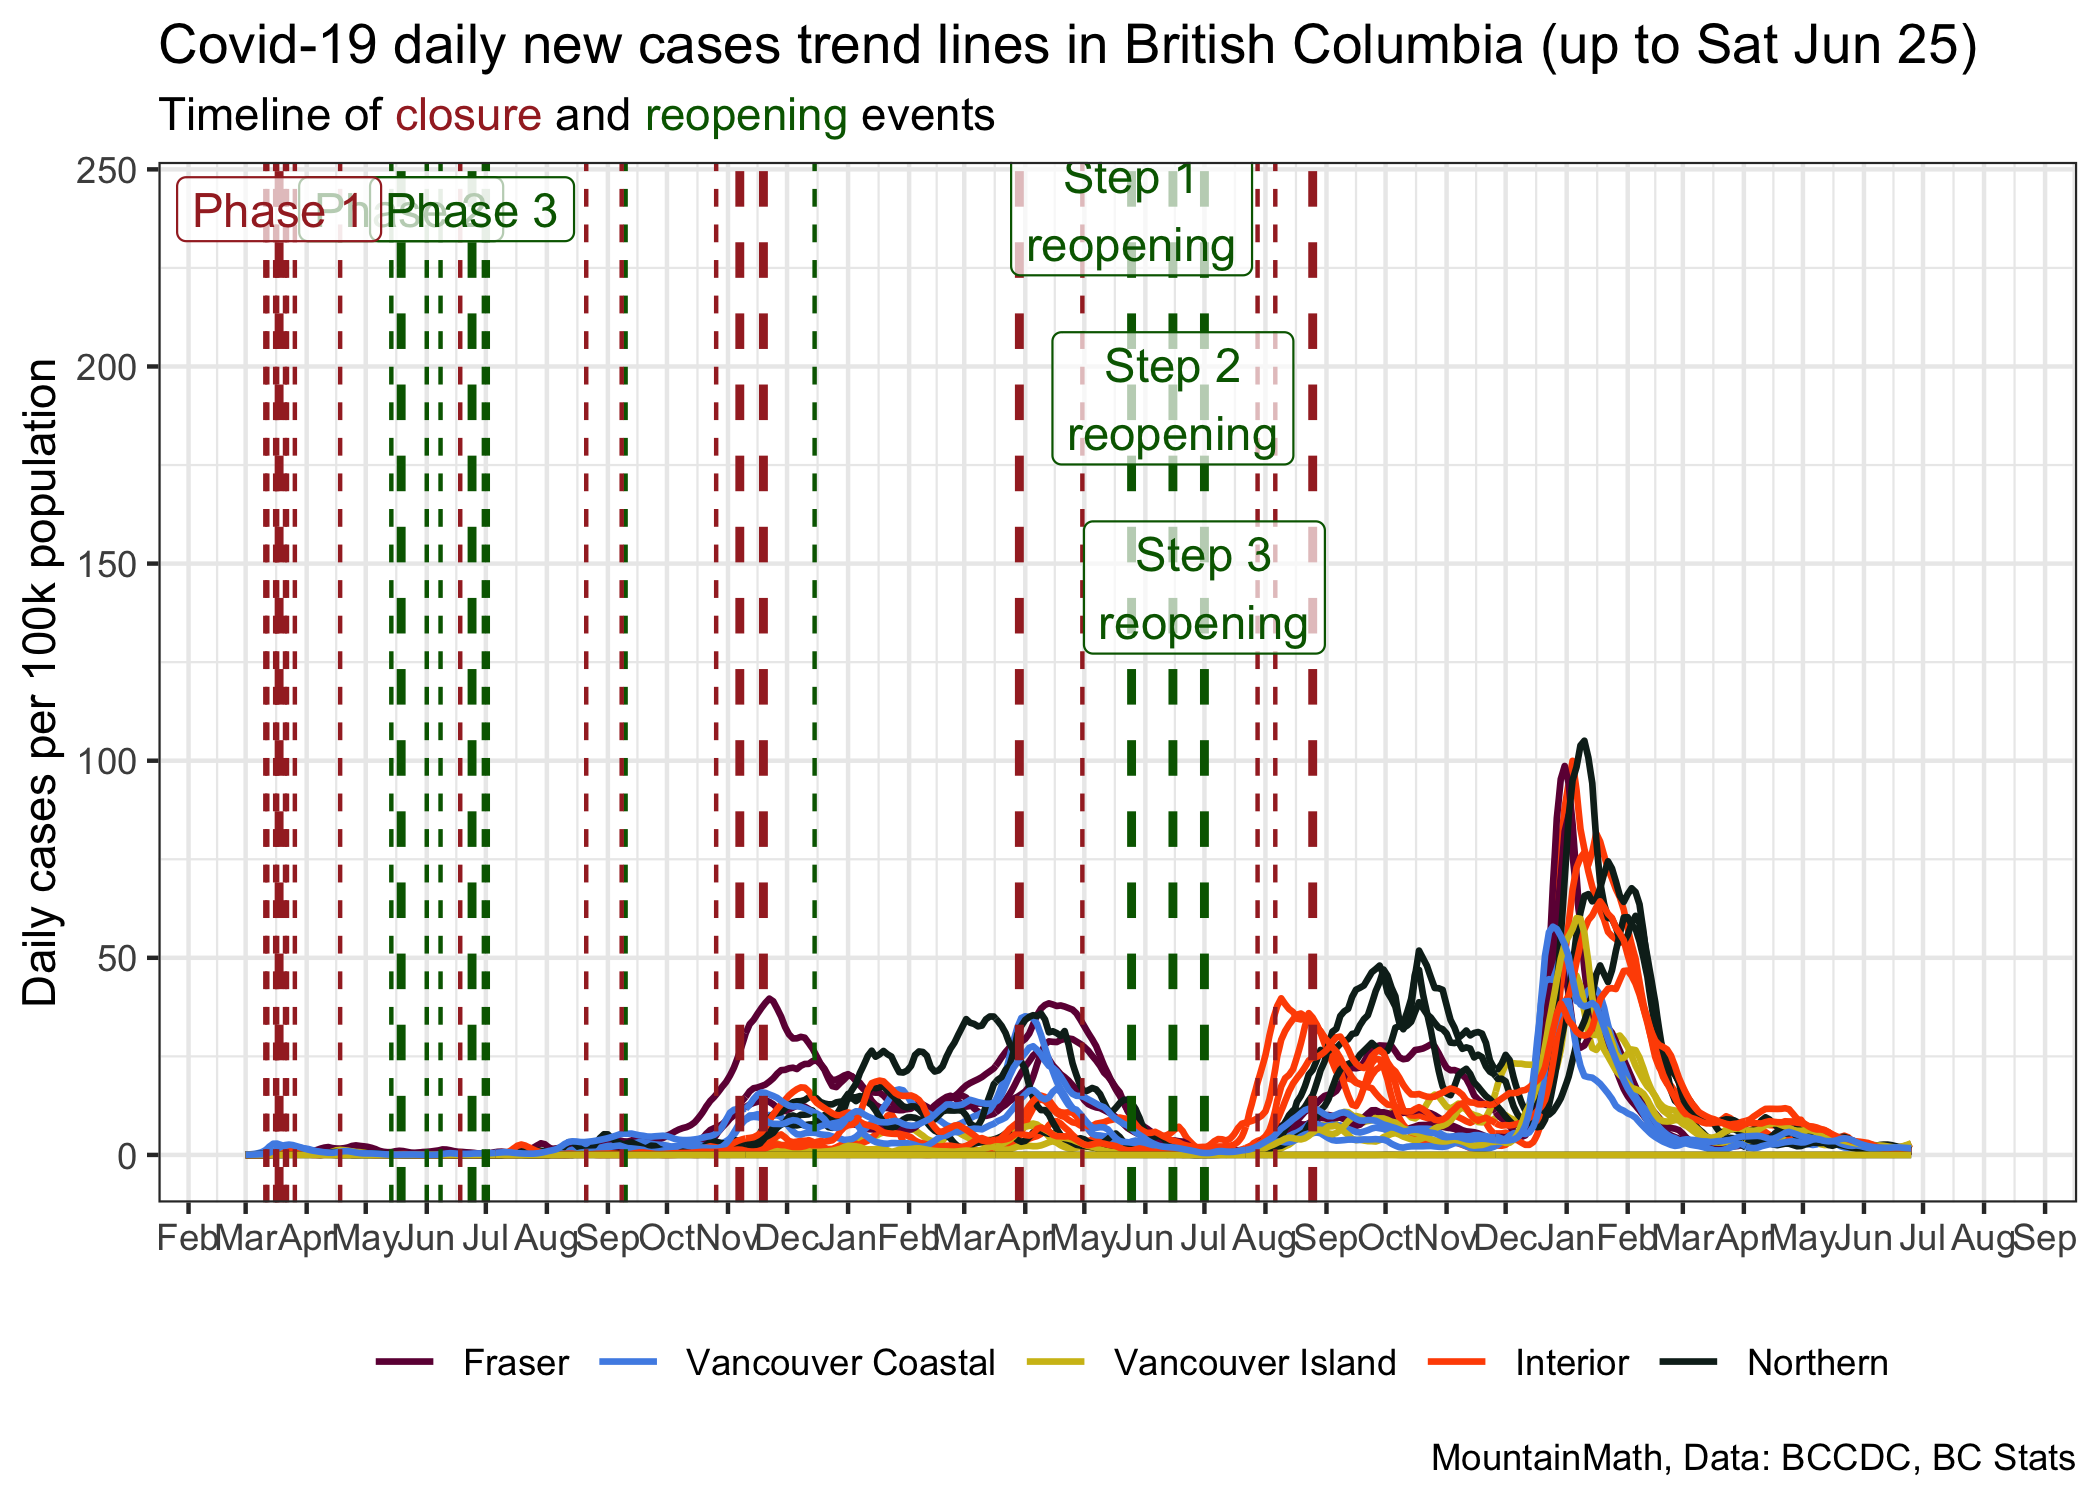 Covid-19 daily new cases trend lines in British Columbia (up to Sat Jun 25)
Timeline of closure and reopening events
Daily cases per 100k population
250
200
150
100
50
0
Phase 1
Phase 2
Phase 3
Step 1
reopening
Step 2
reopening
Step 3
reopening
Feb Mar Apr May Jun Jul Aug Sep Oct Nov Dec Jan Feb Mar Apr May Jun Jul Aug Sep Oct Nov Dec Jan Feb Mar Apr May Jun Jul Aug Sep
Fraser Vancouver Coastal Vancouver Island Interior Northern
MountainMath, Data: BCCDC, BC Stats